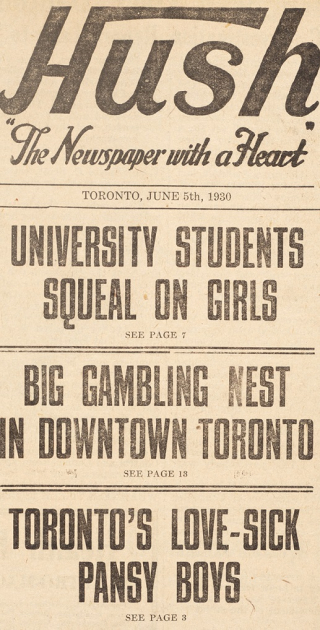 Hush
"The Newspaper with a Heart"
TORONTO, JUNE 5th, 1930
UNIVERSITY STUDENTS
SQUEAL ON GIRLS
SEE PAGE 7
BIG GAMBLING NEST
IN DOWNTOWN TORONTO
SEE PAGE 13
TORONTO'S LOVE-SICK
PANSY BOYS
SEE PAGE 3